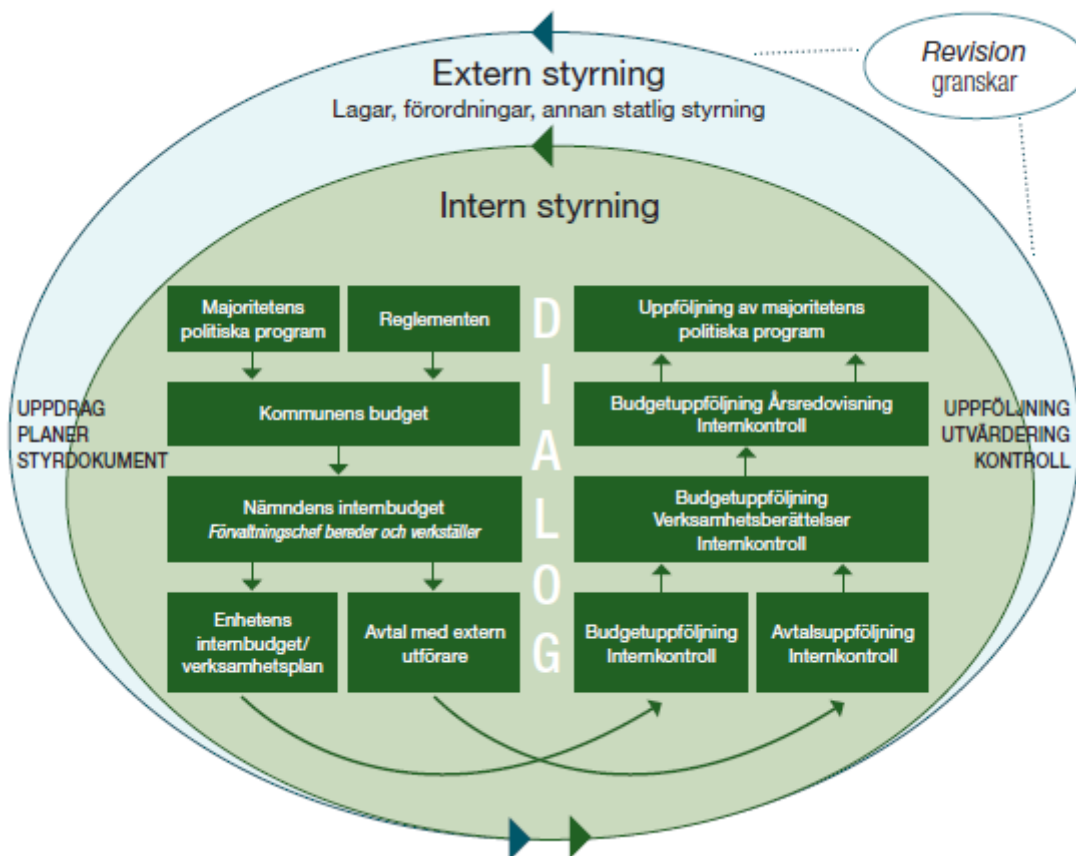 Extern styrning
Lagar, förordningar, annan statlig styrning
Revision
granskar
Intern styrning
UPPDRAG
PLANER
STYRDOKUMENT
Majoritetens
politiska program
Reglementen
Kommunens budget
Nämndens internbudget
Förvaltningschef bereder och verkställer
Enhetens
internbudget/
verksamhetsplan
Avtal med extern
utförare
D
I
A
L
O
G
Uppföljning av majoritetens
politiska program
Budgetuppföljning Årsredovisning
Internkontroll
Budgetuppföljning
Verksamhetsberättelser
Internkontroll
Budgetuppföljning
Internkontroll
Avtalsuppföljning
Internkontroll
UPPFÖLJNING
UTVÄRDERING
KONTROLL